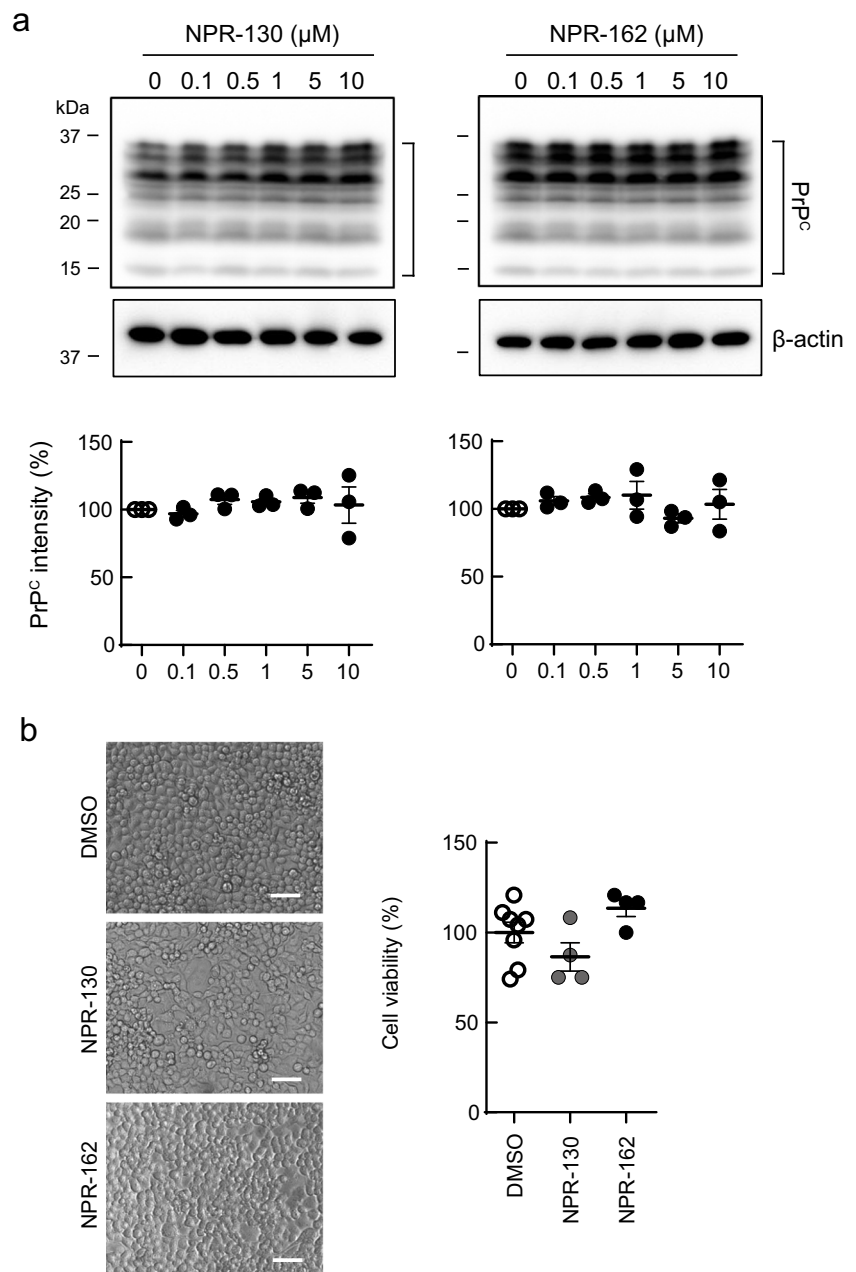 a
NPR-130 (μM)
0 0.1 0.5 1 5 10
kDa
37
25
20
15
37
NPR-162 (μM)
0 0.1 0.5 1 5 10
PrPᶜ
β-actin
PrPᶜ intensity (%)
150
100
50
0
0 0.1 0.5 1 5 10
150
100
50
0
0 0.1 0.5 1 5 10
b
DMSO
NPR-130
NPR-162
Cell viability (%)
150
100
50
0
DMSO
NPR-130
NPR-162